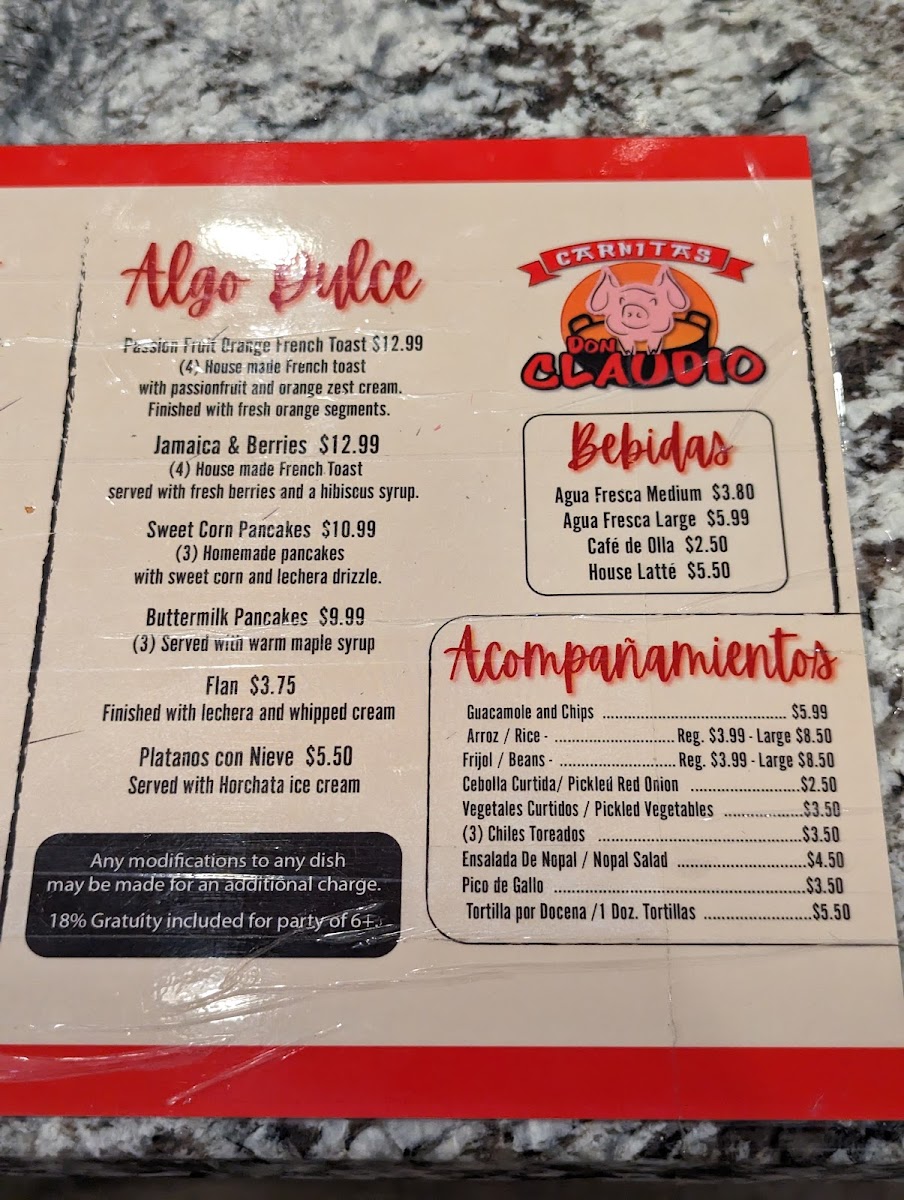 Algo Dulce
Passion Fruit Orange French Toast $12.99
(4) House made French toast
with passionfruit and orange zest cream.
Finished with fresh orange segments.
Jamaica & Berries $12.99
(4) House made French Toast
served with fresh berries and a hibiscus syrup.
Sweet Corn Pancakes $10.99
(3) Homemade pancakes
with sweet corn and lechera drizzle.
Buttermilk Pancakes $9.99
(3) Served with warm maple syrup
Flan $3.75
Finished with lechera and whipped cream
Platanos con Nieve $5.50
Served with Horchata ice cream
Any modifications to any dish
may be made for an additional charge.
18% Gratuity included for party of 6+.
CARNITAS
DON
CLAUDIO
Bebidas
Agua Fresca Medium $3.80
Agua Fresca Large $5.99
Café de Olla $2.50
House Latté $5.50
Acompañamientos
Guacamole and Chips ........................................ $5.99
Arroz / Rice - .......................... Reg. $3.99 - Large $8.50
Frijol / Beans - ......................... Reg. $3.99 - Large $8.50
Cebolla Curtida/ Pickled Red Onion ........................$2.50
Vegetales Curtidos / Pickled Vegetables .................$3.50
(3) Chiles Toreados .............................................$3.50
Ensalada De Nopal / Nopal Salad ...........................$4.50
Pico de Gallo ......................................................$3.50
Tortilla por Docena /1 Doz. Tortillas .......................$5.50